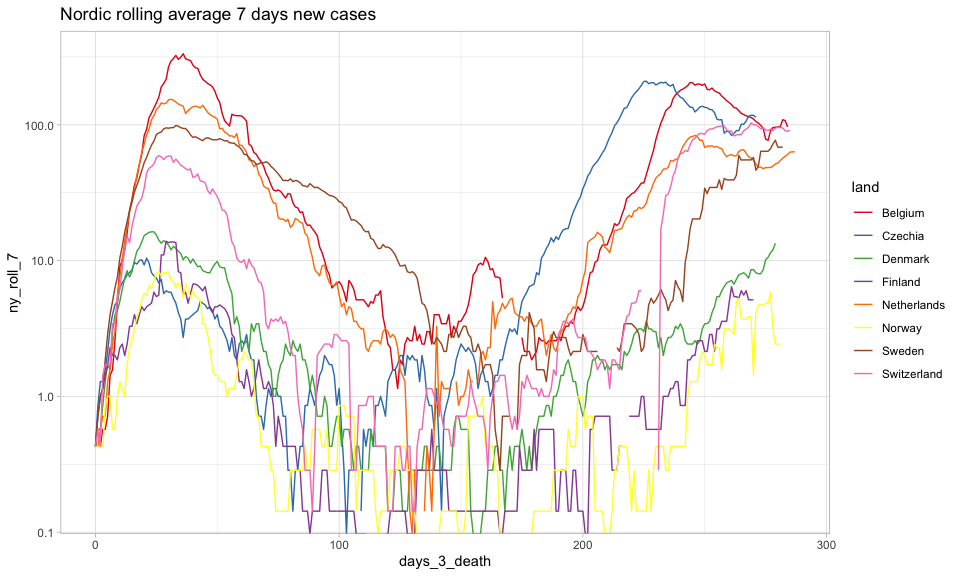 Nordic rolling average 7 days new cases
ny_roll_7
100.0
10.0
1.0
0.1
0
100
200
300
days_3_death
land
Belgium
Czechia
Denmark
Finland
Netherlands
Norway
Sweden
Switzerland